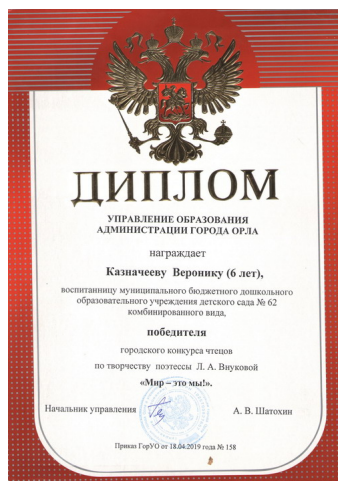 ДИПЛОМ
УПРАВЛЕНИЕ ОБРАЗОВАНИЯ
АДМИНИСТРАЦИИ ГОРОДА ОРЛА
награждает
Казначееву Веронику (6 лет),
воспитанницу муниципального бюджетного дошкольного
образовательного учреждения детского сада № 62
комбинированного вида,
победителя
городского конкурса чтецов
по творчеству поэтессы Л. А. Внуковой
«Мир – это мы!».
Начальник управления А. В. Шатохин
Приказ ГорУО от 18.04.2019 года № 158